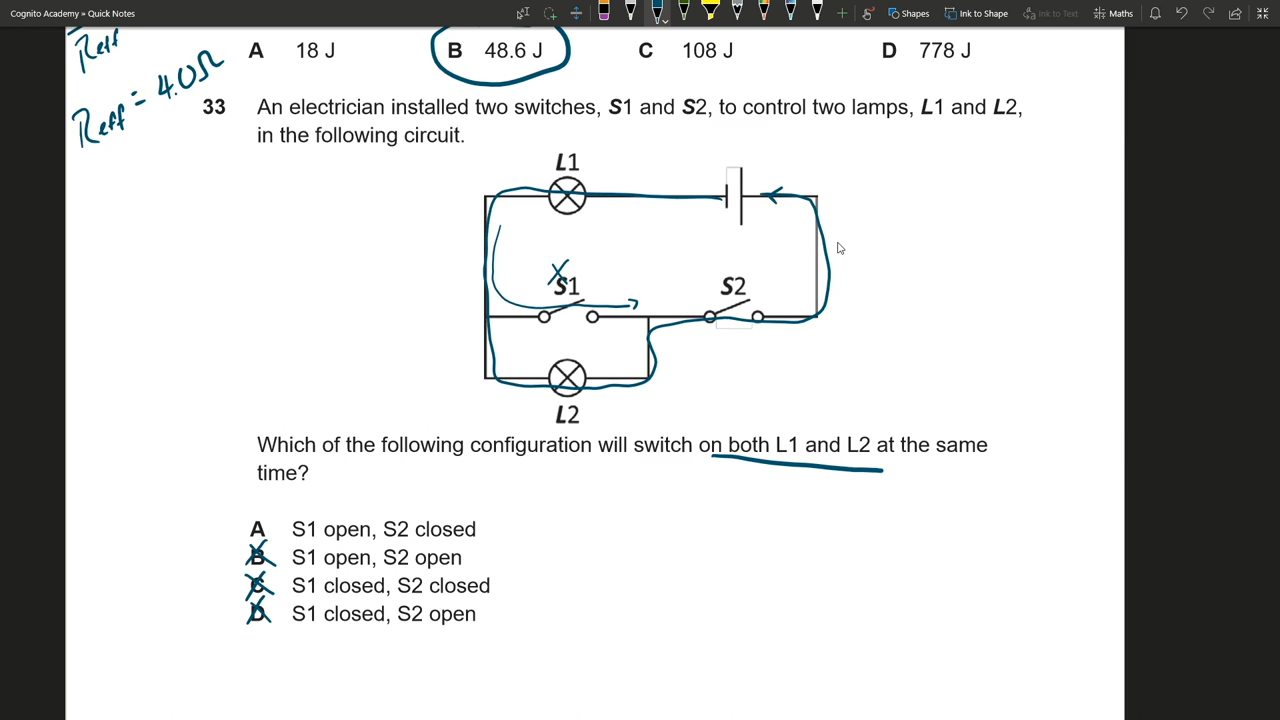 Cognito Academy » Quick Notes
Shapes
Ink to Shape
Ink to Text
Maths
Reff
Reff = 4.0Ω
A 18 J B 48.6 J C 108 J D 778 J
33 An electrician installed two switches, S1 and S2, to control two lamps, L1 and L2,
in the following circuit.
L1
S1 S2
L2
Which of the following configuration will switch on both L1 and L2 at the same
time?
A S1 open, S2 closed
B S1 open, S2 open
C S1 closed, S2 closed
D S1 closed, S2 open